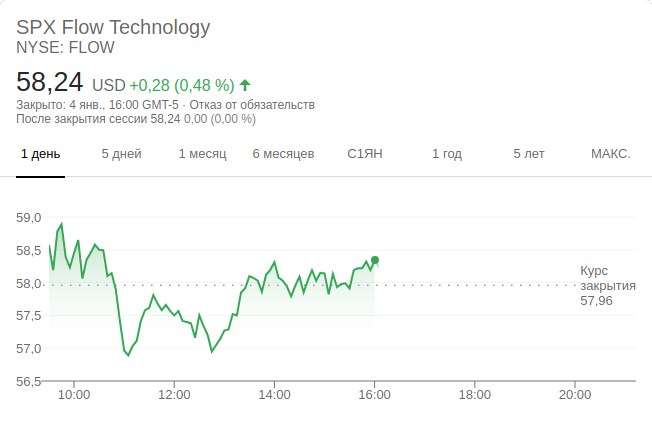 SPX Flow Technology
NYSE: FLOW
58,24 USD +0,28 (0,48 %)
Закрыто: 4 янв., 16:00 GMT-5 · Отказ от обязательств
После закрытия сессии 58,24 0,00 (0,00 %)
1 день 5 дней 1 месяц 6 месяцев С1ЯН 1 год 5 лет МАКС.
59,0
58,5
58,0
57,5
57,0
56,5
Курс
закрытия
57,96
10:00 12:00 14:00 16:00 18:00 20:00